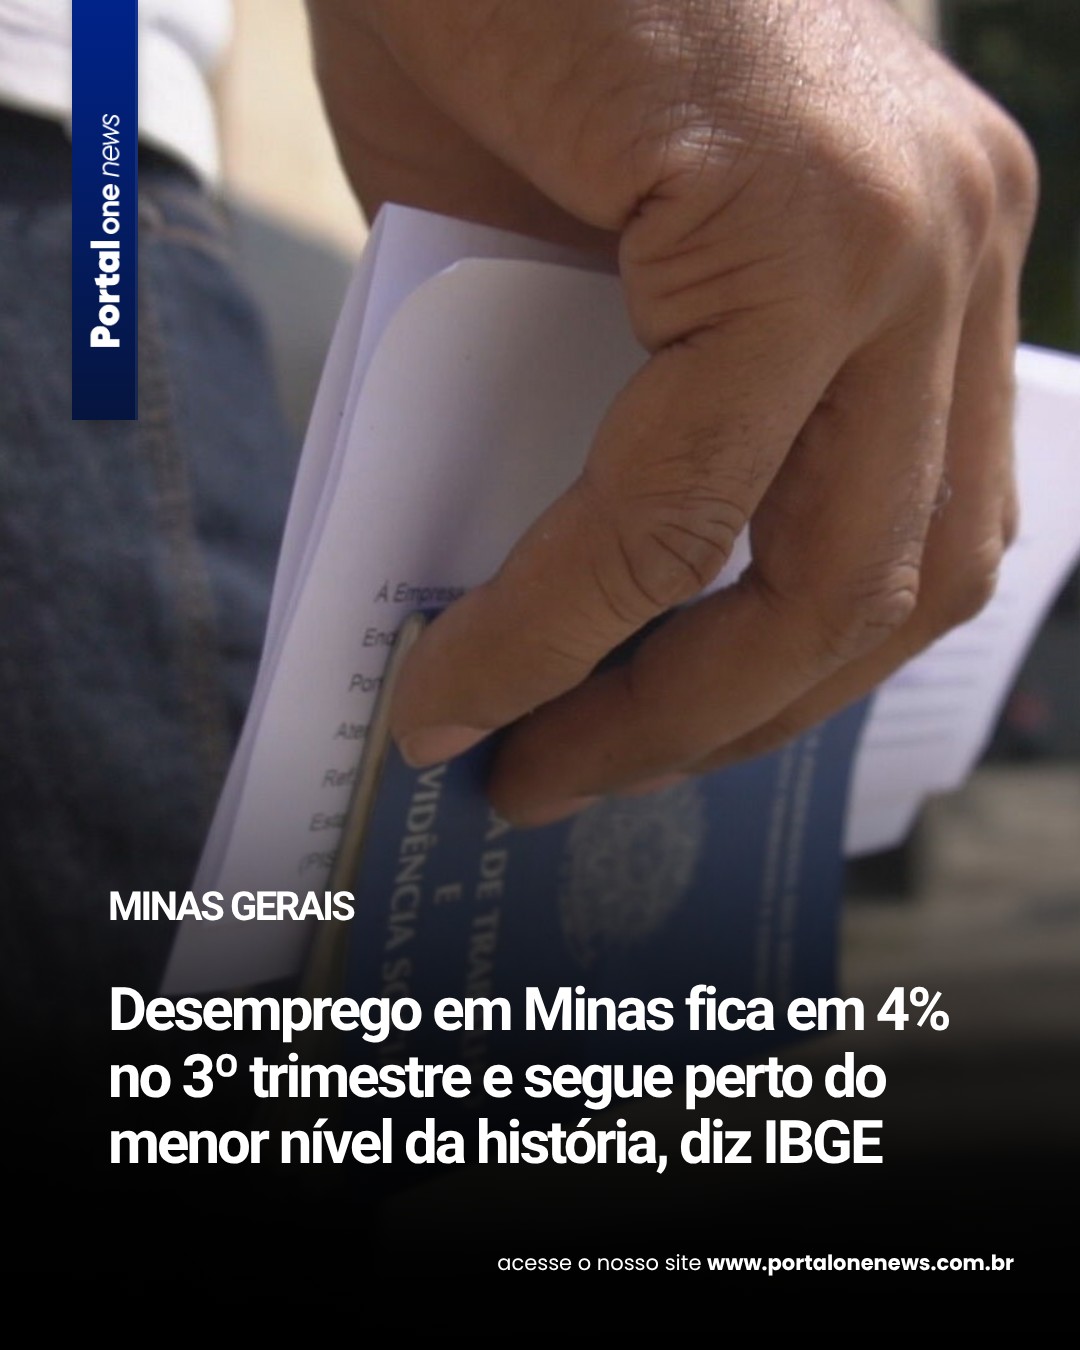 Portal one news
À Empresa
MINAS GERAIS
Desemprego em Minas fica em 4%
no 3º trimestre e segue perto do
menor nível da história, diz IBGE
acesse o nosso site www.portalonenews.com.br